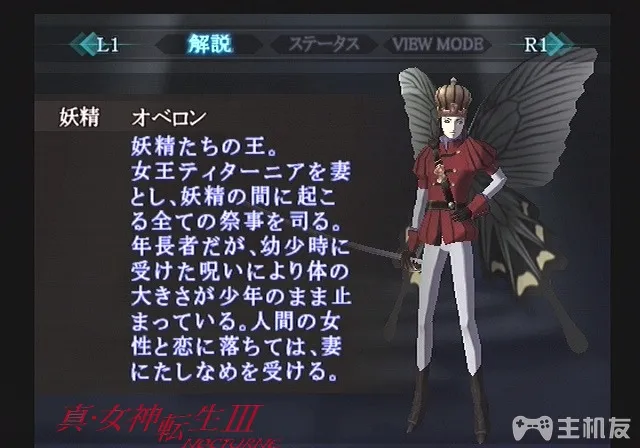 L1 解説 ステータス VIEW MODE R1
妖精 オベロン
妖精たちの王。
女王ティターニアを妻
とし、妖精の間に起こ
る全ての祭事を司る。
年長者だが、幼少時に
受けた呪いにより体の
大きさが少年のまま止
まっている。人間の女
性と恋に落ちては、妻
にたしなめを受ける。
真・女神転生III
NOCTURNE
主机友